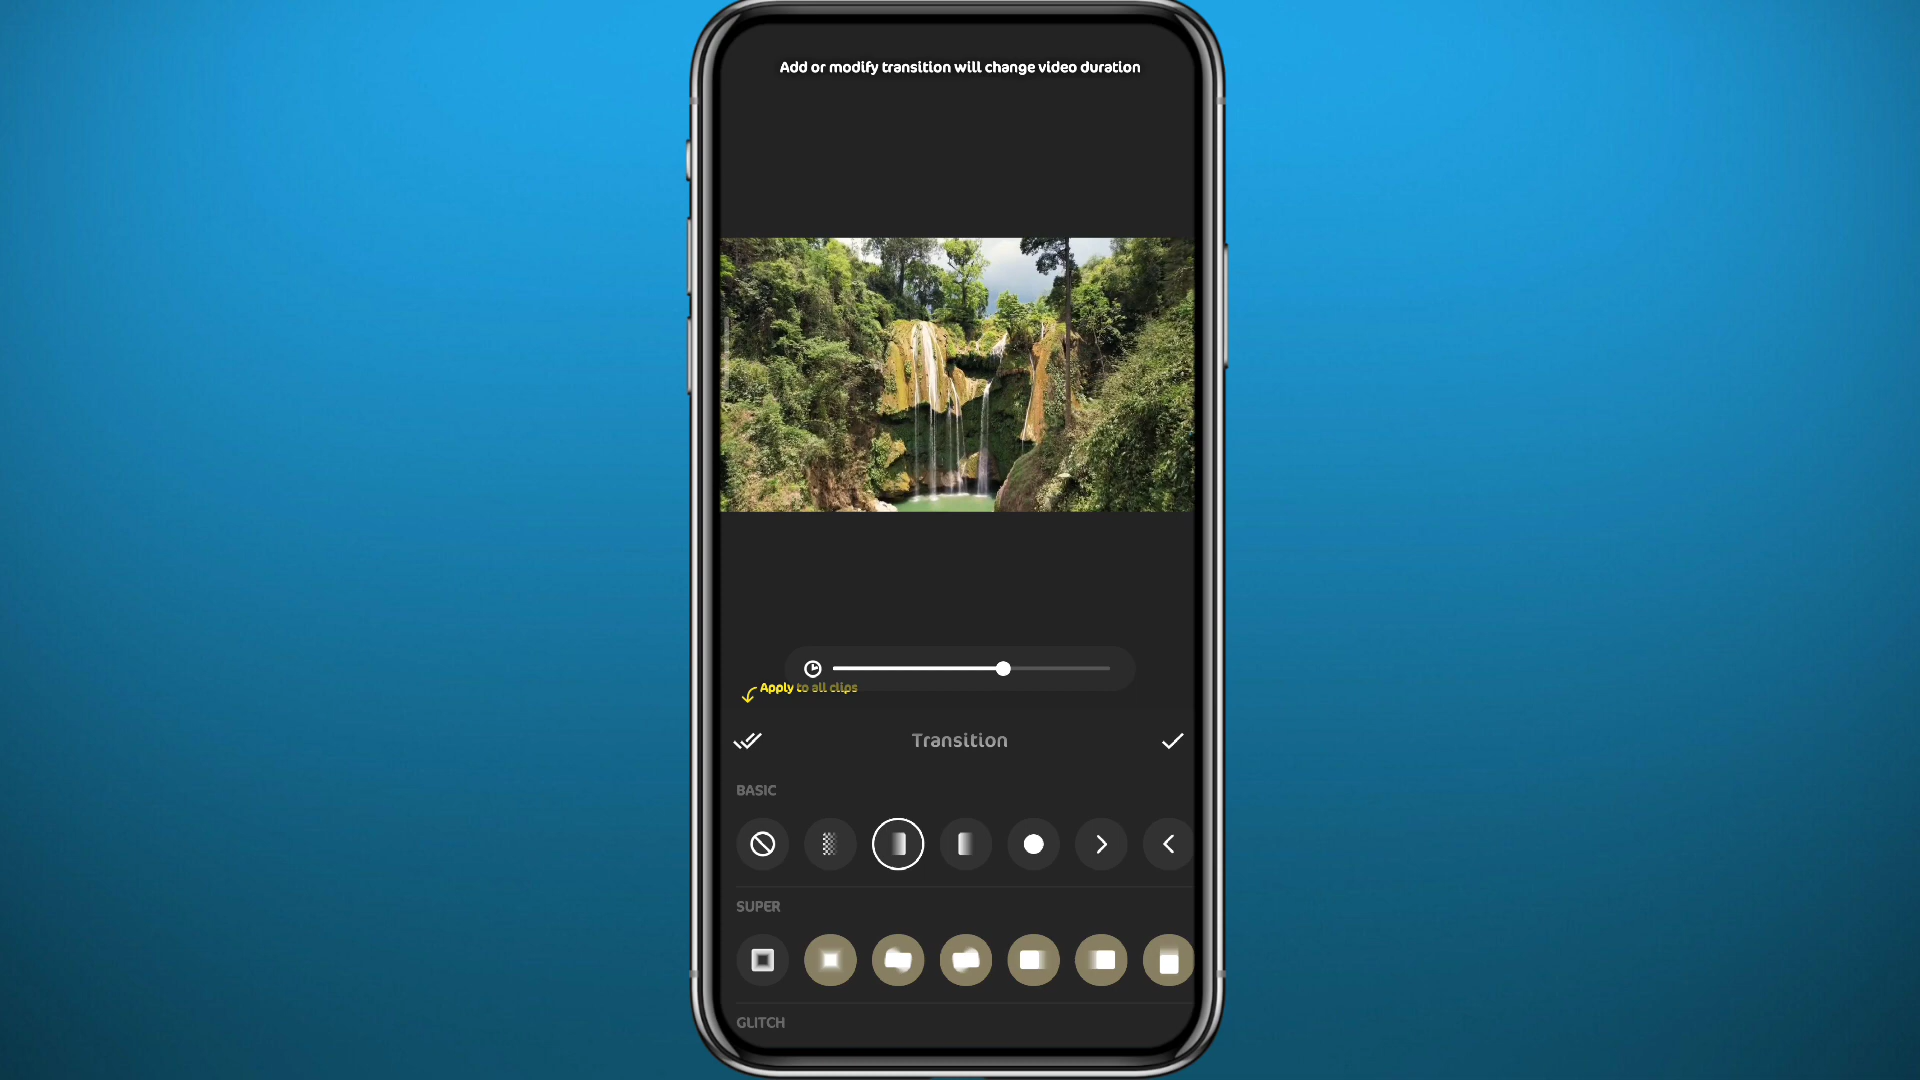 Add or modify transition will change video duration
Apply to all clips
Transition
BASIC
SUPER
GLITCH